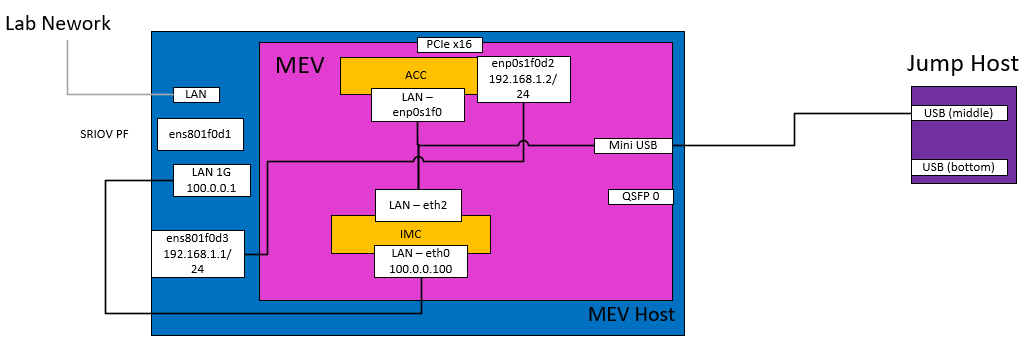 Lab Nework
PCIe x16
MEV
ACC
enp0s1f0d2
192.168.1.2/
24
LAN –
enp0s1f0
Jump Host
LAN
USB (middle)
SRIOV PF
ens801f0d1
Mini USB
LAN 1G
100.0.0.1
USB (bottom)
QSFP 0
LAN – eth2
IMC
ens801f0d3
192.168.1.1/
24
LAN – eth0
100.0.0.100
MEV Host